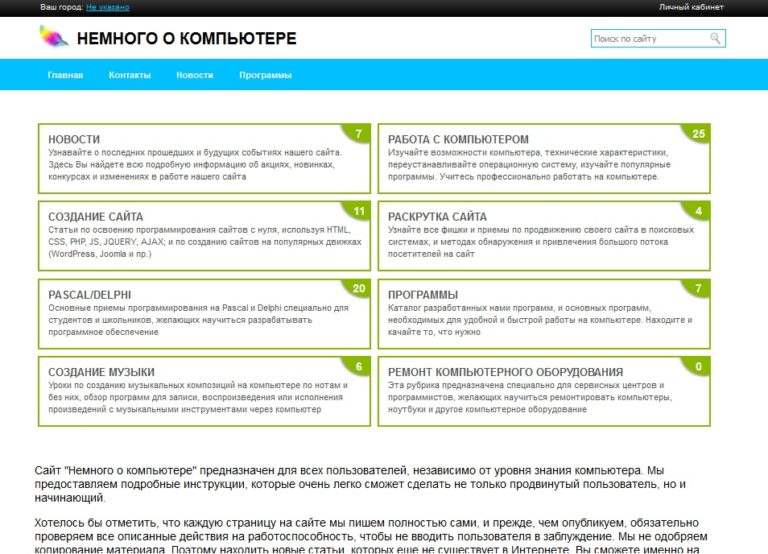 Ваш город: Не указано
Личный кабинет
НЕМНОГО О КОМПЬЮТЕРЕ
Поиск по сайту
Главная Контакты Новости Программы
7
НОВОСТИ
Узнавайте о последних прошедших и будущих событиях нашего сайта.
Здесь Вы найдете всю подробную информацию об акциях, новинках,
конкурсах и изменениях в работе нашего сайта
25
РАБОТА С КОМПЬЮТЕРОМ
Изучайте возможности компьютера, технические характеристики,
переустанавливайте операционную систему, изучайте популярные
программы. Учитесь профессионально работать на компьютере.
11
СОЗДАНИЕ САЙТА
Статьи по освоению программирования сайтов с нуля, используя HTML,
CSS, PHP, JS, JQUERY, AJAX; и по созданию сайтов на популярных движках
(WordPress, Joomla и пр.)
4
РАСКРУТКА САЙТА
Узнайте все фишки и приемы по продвижению своего сайта в поисковых
системах, и методах обнаружения и привлечения большого потока
посетителей на сайт
20
PASCAL/DELPHI
Основные приемы программирования на Pascal и Delphi специально для
студентов и школьников, желающих научиться разрабатывать
программное обеспечение
7
ПРОГРАММЫ
Каталог разработанных нами программ, и основных программ,
необходимых для удобной и быстрой работы на компьютере. Находите и
качайте то, что нужно
6
СОЗДАНИЕ МУЗЫКИ
Уроки по созданию музыкальных композиций на компьютере по нотам и
без них, обзор программ для записи, воспроизведения или исполнения
произведений с музыкальными инструментами через компьютер
0
РЕМОНТ КОМПЬЮТЕРНОГО ОБОРУДОВАНИЯ
Эта рубрика предназначена специально для сервисных центров и
программистов, желающих научиться ремонтировать компьютеры,
ноутбуки и другое компьютерное оборудование
Сайт "Немного о компьютере" предназначен для всех пользователей, независимо от уровня знания компьютера. Мы
предоставляем подробные инструкции, которые очень легко сможет сделать не только продвинутый пользователь, но и
начинающий.
Хотелось бы отметить, что каждую страницу на сайте мы пишем полностью сами, и прежде, чем опубликуем, обязательно
проверяем все описанные действия на работоспособность, чтобы не вводить пользователя в заблуждение. Мы не одобряем
копирование материала. Поэтому находить новые статьи, которых еще не существует в Интернете, Вы сможете именно на